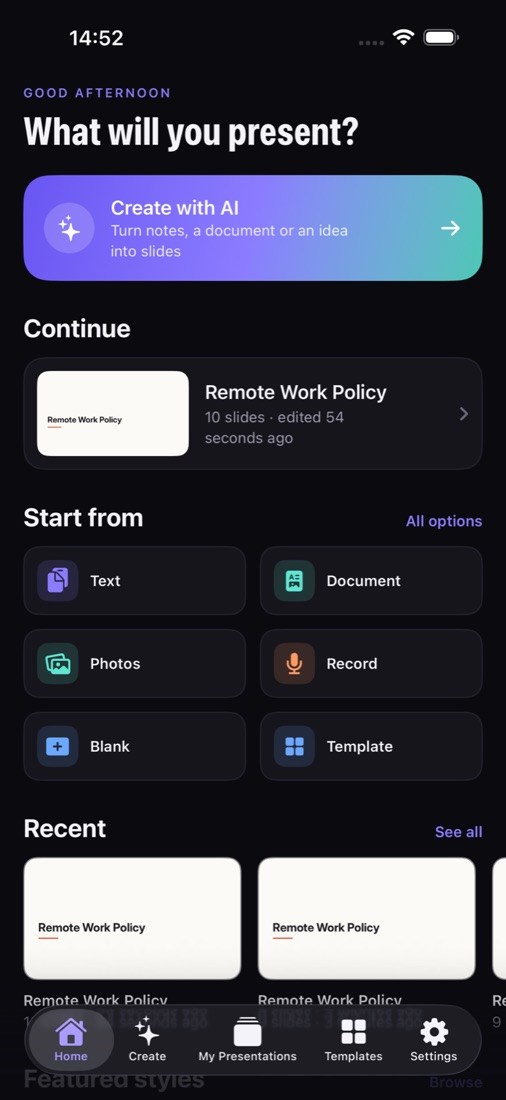 14:52
GOOD AFTERNOON
What will you present?
Create with AI
Turn notes, a document or an idea
into slides
Continue
Remote Work Policy
Remote Work Policy
10 slides · edited 54
seconds ago
Start from
All options
Text
Document
Photos
Record
Blank
Template
Recent
See all
Remote Work Policy
Remote Work Policy
Remote Work Policy
Remote Work Policy
Home
Create
My Presentations
Templates
Settings
Featured styles
Browse